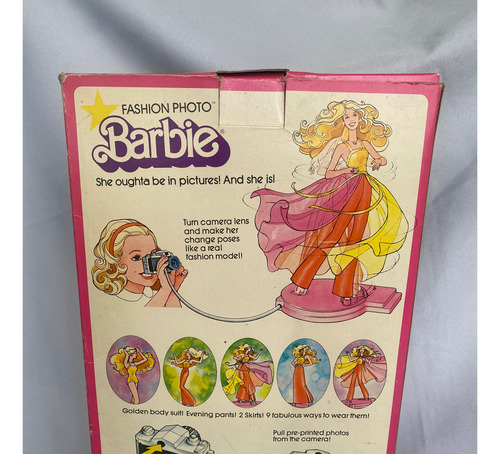 FASHION PHOTO™
Barbie®
She oughta be in pictures! And she is!
Turn camera lens
and make her
change poses
like a real
fashion model!
Golden body suit! Evening pants! 2 Skirts! 9 fabulous ways to wear them!
Pull pre-printed photos
from the camera!